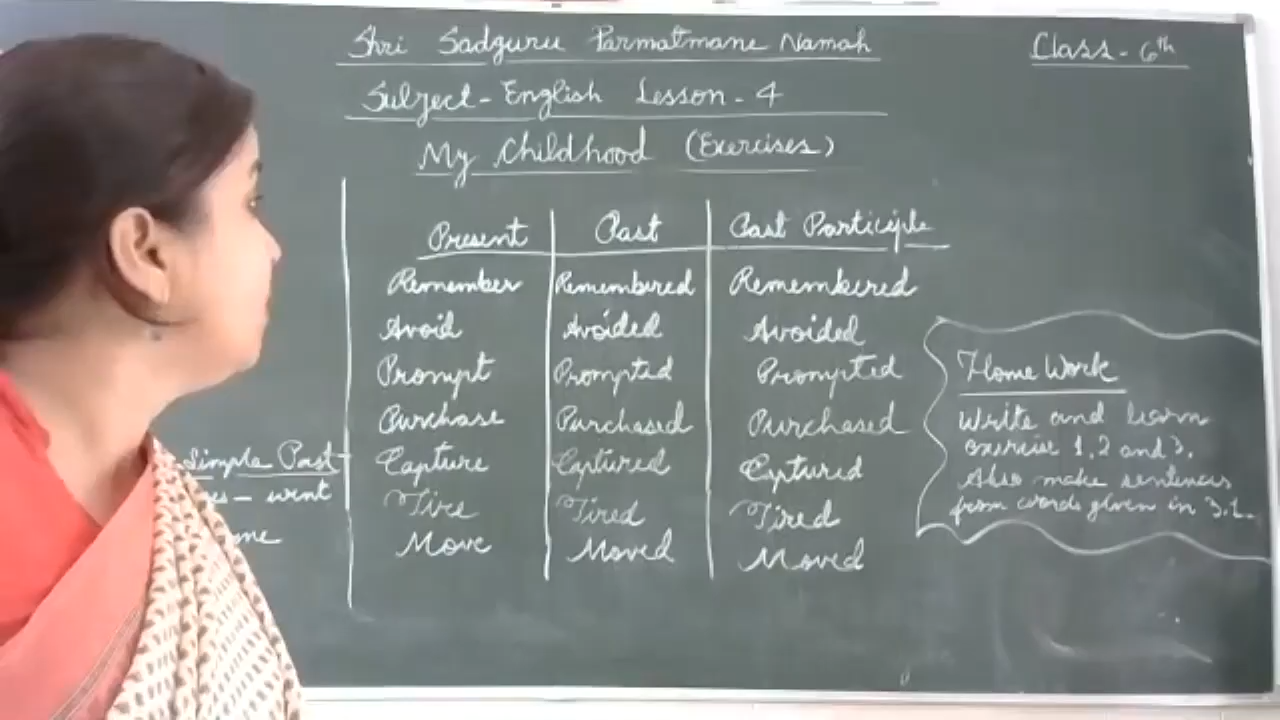 Shri Sadguru Parmatmane Namah
Class - 6th
Subject - English Lesson - 4
My Childhood (Exercises)
Present Past Past Participle
Remember Remembered Remembered
Avoid Avoided Avoided
Prompt Prompted Prompted
Purchase Purchased Purchased
Capture Captured Captured
Tire Tired Tired
Move Moved Moved
Simple Past
– went
Home Work
Write and learn
exercise 1, 2 and 3.
Also make sentences
from words given in 3.1.